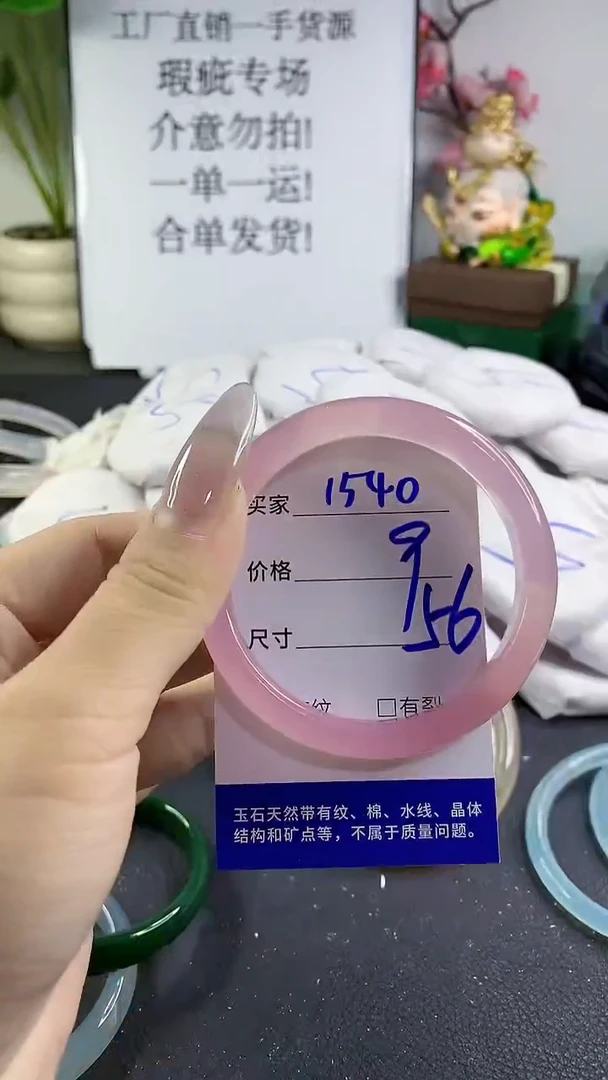 工厂直销一手货源
瑕疵专场
介意勿拍!
一单一运!
合单发货!
买家 1540
价格 9
尺寸 56
纹 □有裂
玉石天然带有纹、棉、水线、晶体
结构和矿点等，不属于质量问题。